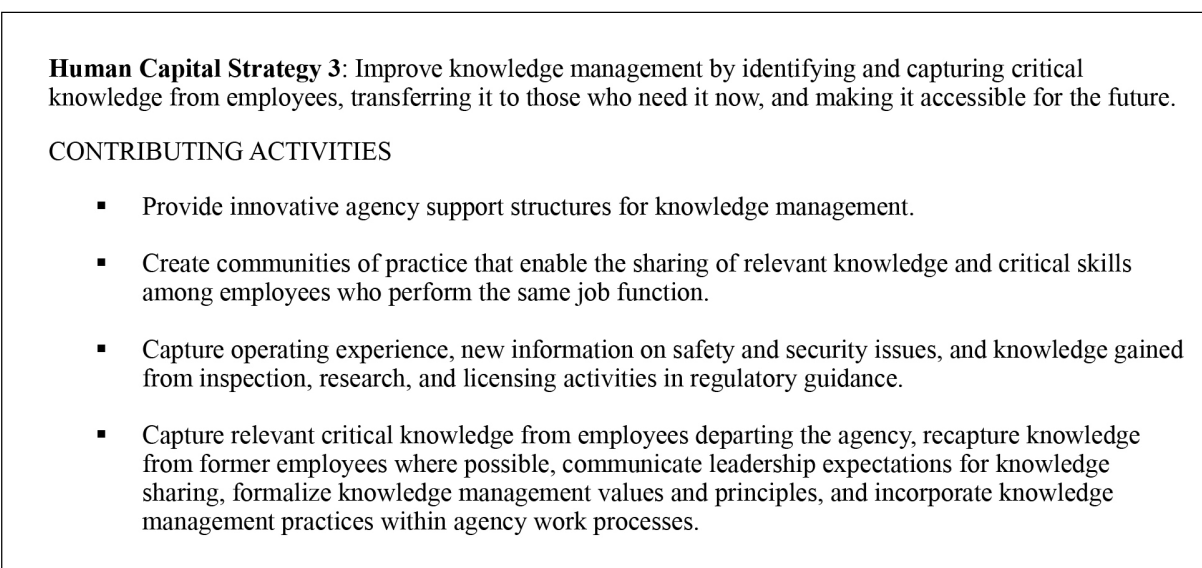 Human Capital Strategy 3: Improve knowledge management by identifying and capturing critical
knowledge from employees, transferring it to those who need it now, and making it accessible for the future.
CONTRIBUTING ACTIVITIES
▪ Provide innovative agency support structures for knowledge management.
▪ Create communities of practice that enable the sharing of relevant knowledge and critical skills
among employees who perform the same job function.
▪ Capture operating experience, new information on safety and security issues, and knowledge gained
from inspection, research, and licensing activities in regulatory guidance.
▪ Capture relevant critical knowledge from employees departing the agency, recapture knowledge
from former employees where possible, communicate leadership expectations for knowledge
sharing, formalize knowledge management values and principles, and incorporate knowledge
management practices within agency work processes.